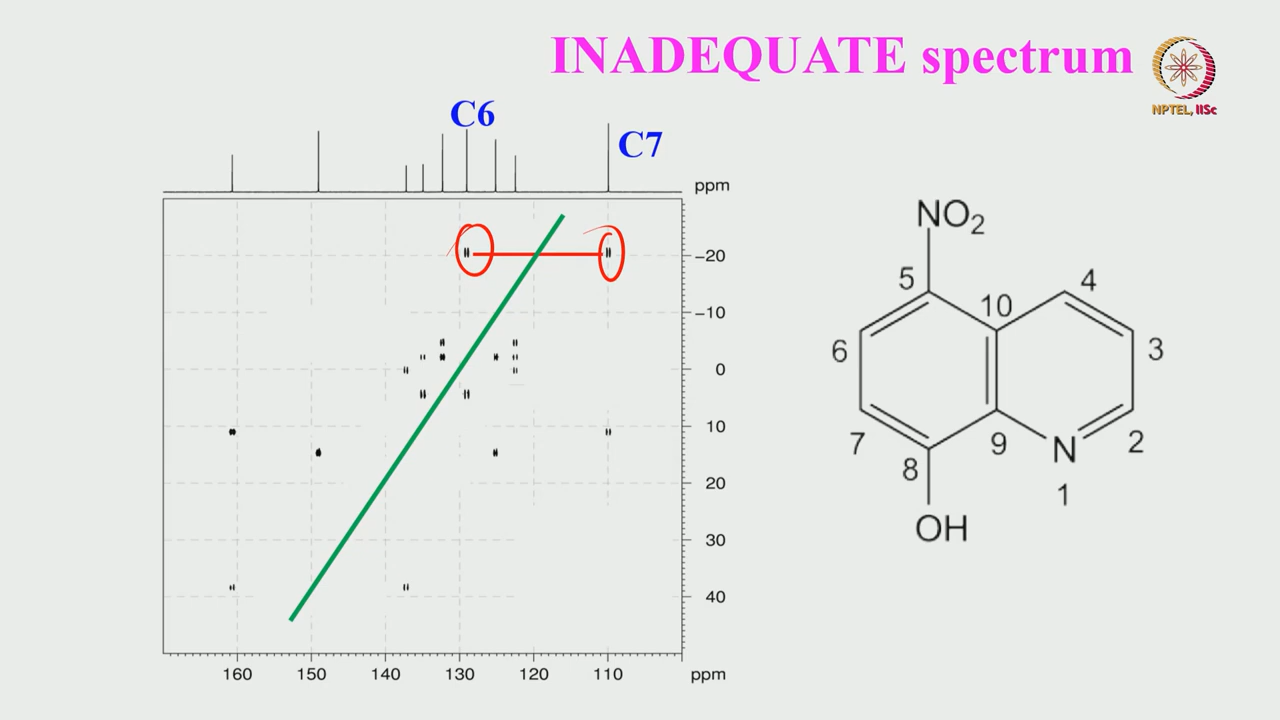 INADEQUATE spectrum
NPTEL, IISc
C6
C7
ppm
−20
−10
0
10
20
30
40
160 150 140 130 120 110 ppm
NO2
5
4
10
6
3
7
9
N
2
8
1
OH